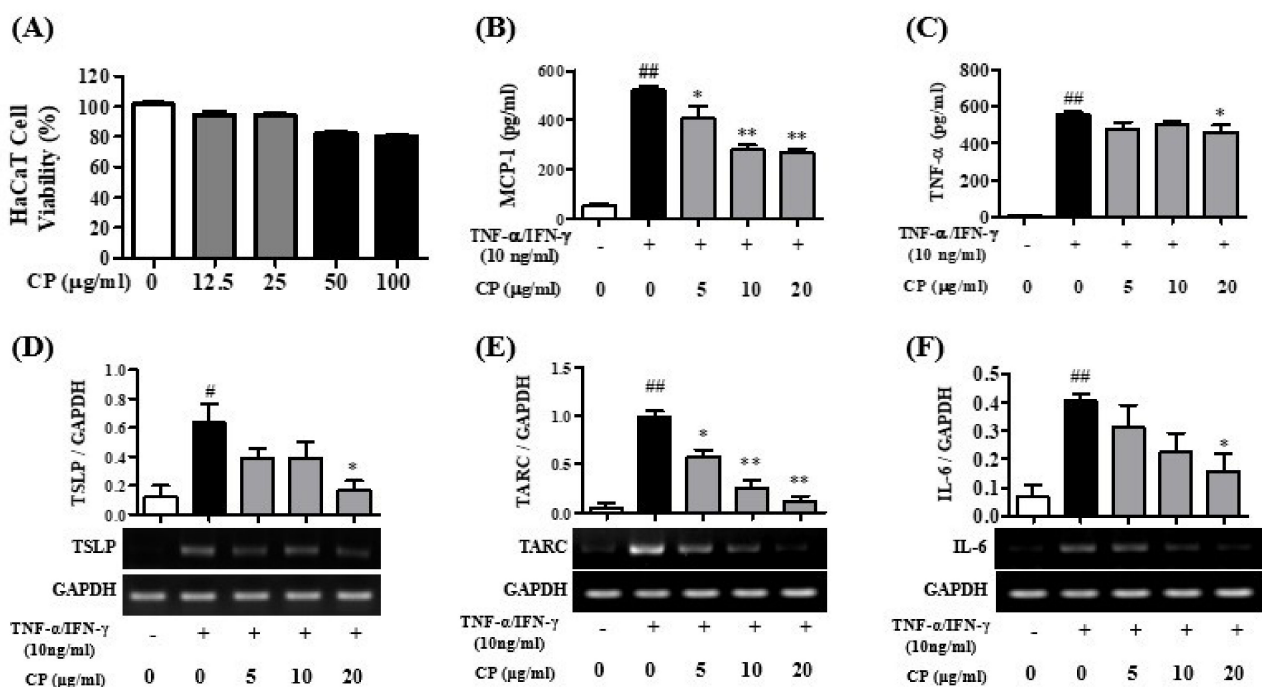 (A)
HaCaT Cell
Viability (%)
120
100
80
60
40
20
0
CP (μg/ml) 0 12.5 25 50 100
(B)
MCP-1 (pg/ml)
600
400
200
0
##
*
**
**
TNF-α/IFN-γ
(10 ng/ml)
- + + + +
CP (μg/ml) 0 0 5 10 20
(C)
TNF-α (pg/ml)
800
600
400
200
0
##
*
TNF-α/IFN-γ
(10 ng/ml)
- + + + +
CP (μg/ml) 0 0 5 10 20
(D)
TSLP / GAPDH
1.0
0.8
0.6
0.4
0.2
0.0
#
*
TSLP
GAPDH
TNF-α/IFN-γ
(10ng/ml)
- + + + +
CP (μg/ml) 0 0 5 10 20
(E)
TARC / GAPDH
1.5
1.0
0.5
0.0
##
*
**
**
TARC
GAPDH
TNF-α/IFN-γ
(10ng/ml)
- + + + +
CP (μg/ml) 0 0 5 10 20
(F)
IL-6 / GAPDH
0.5
0.4
0.3
0.2
0.1
0.0
##
*
IL-6
GAPDH
TNF-α/IFN-γ
(10ng/ml)
- + + + +
CP (μg/ml) 0 0 5 10 20